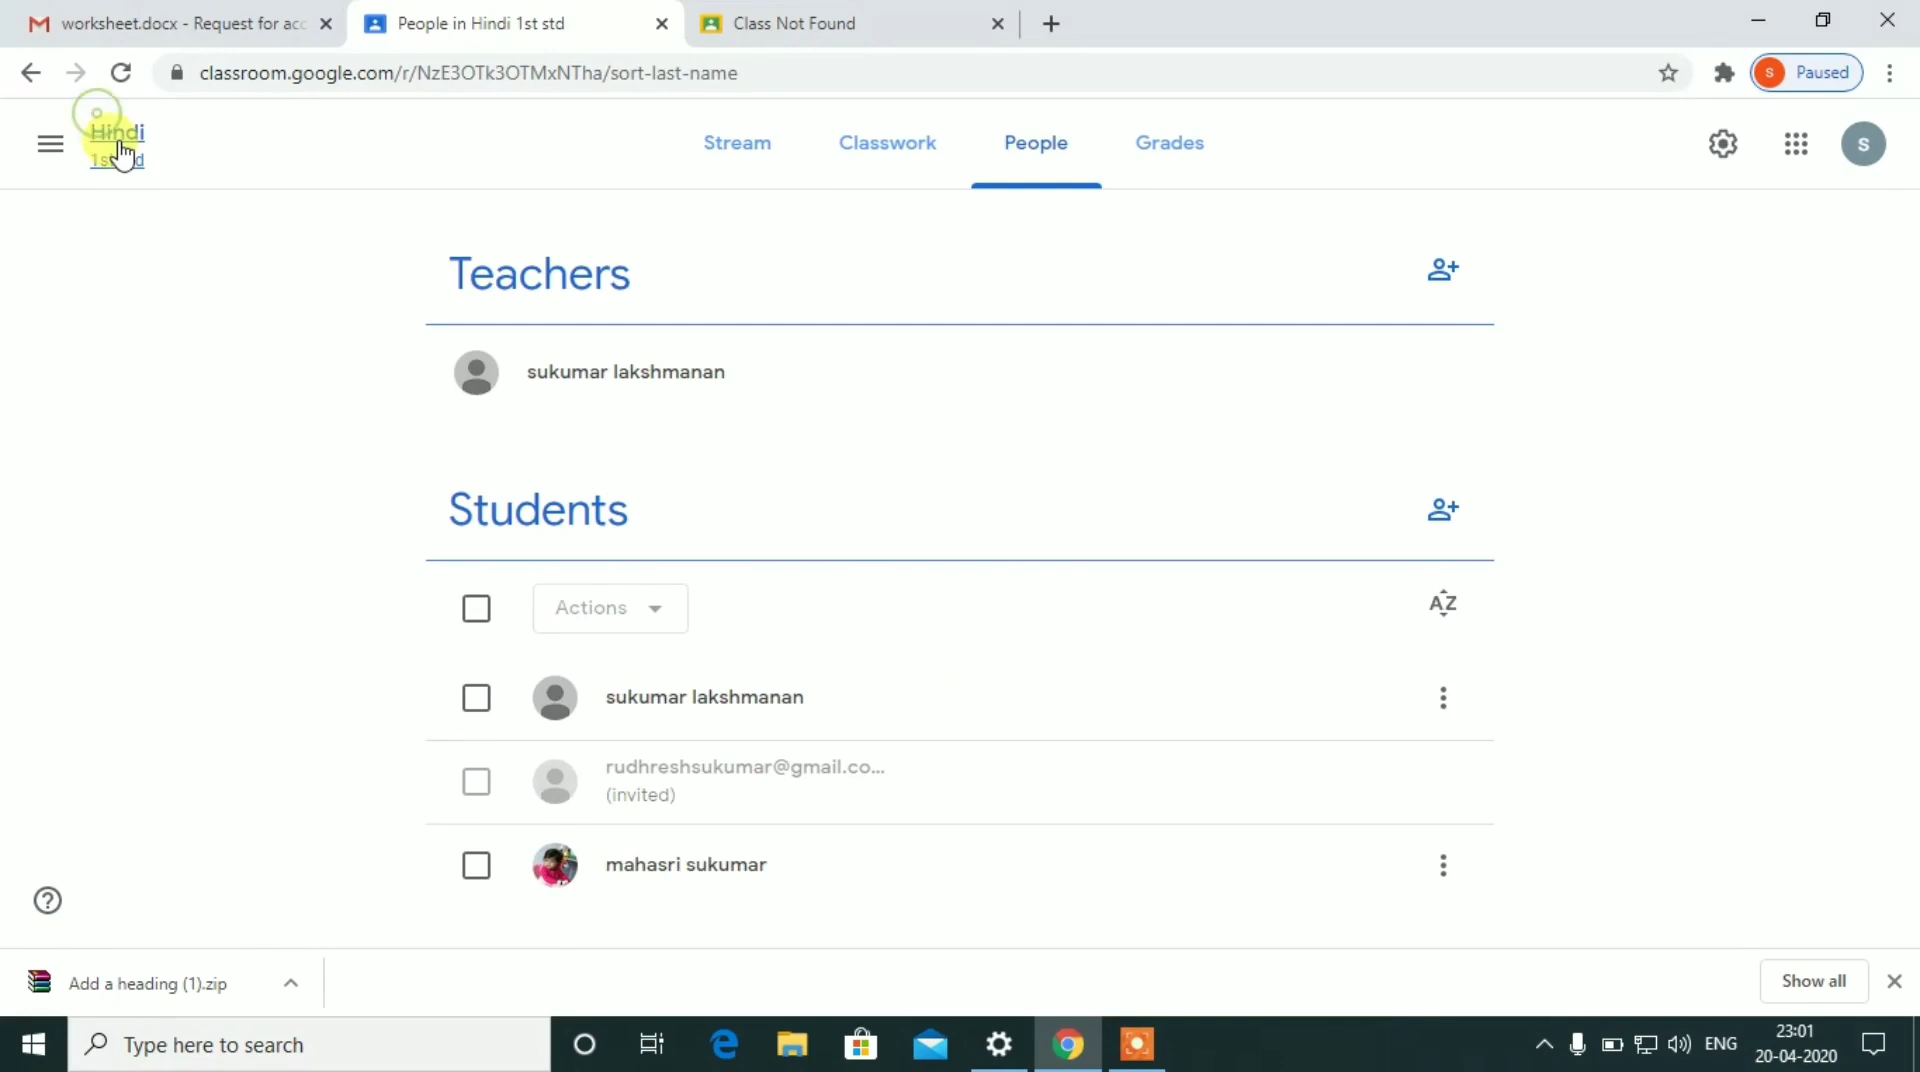 worksheet.docx - Request for acc
People in Hindi 1st std
Class Not Found
classroom.google.com/r/NzE3OTk3OTMxNTha/sort-last-name
S
Paused
Hindi
1st std
Stream
Classwork
People
Grades
S
Teachers
sukumar lakshmanan
Students
Actions
AZ
sukumar lakshmanan
rudhreshsukumar@gmail.co...
(invited)
mahasri sukumar
Add a heading (1).zip
Show all
Type here to search
ENG
23:01
20-04-2020